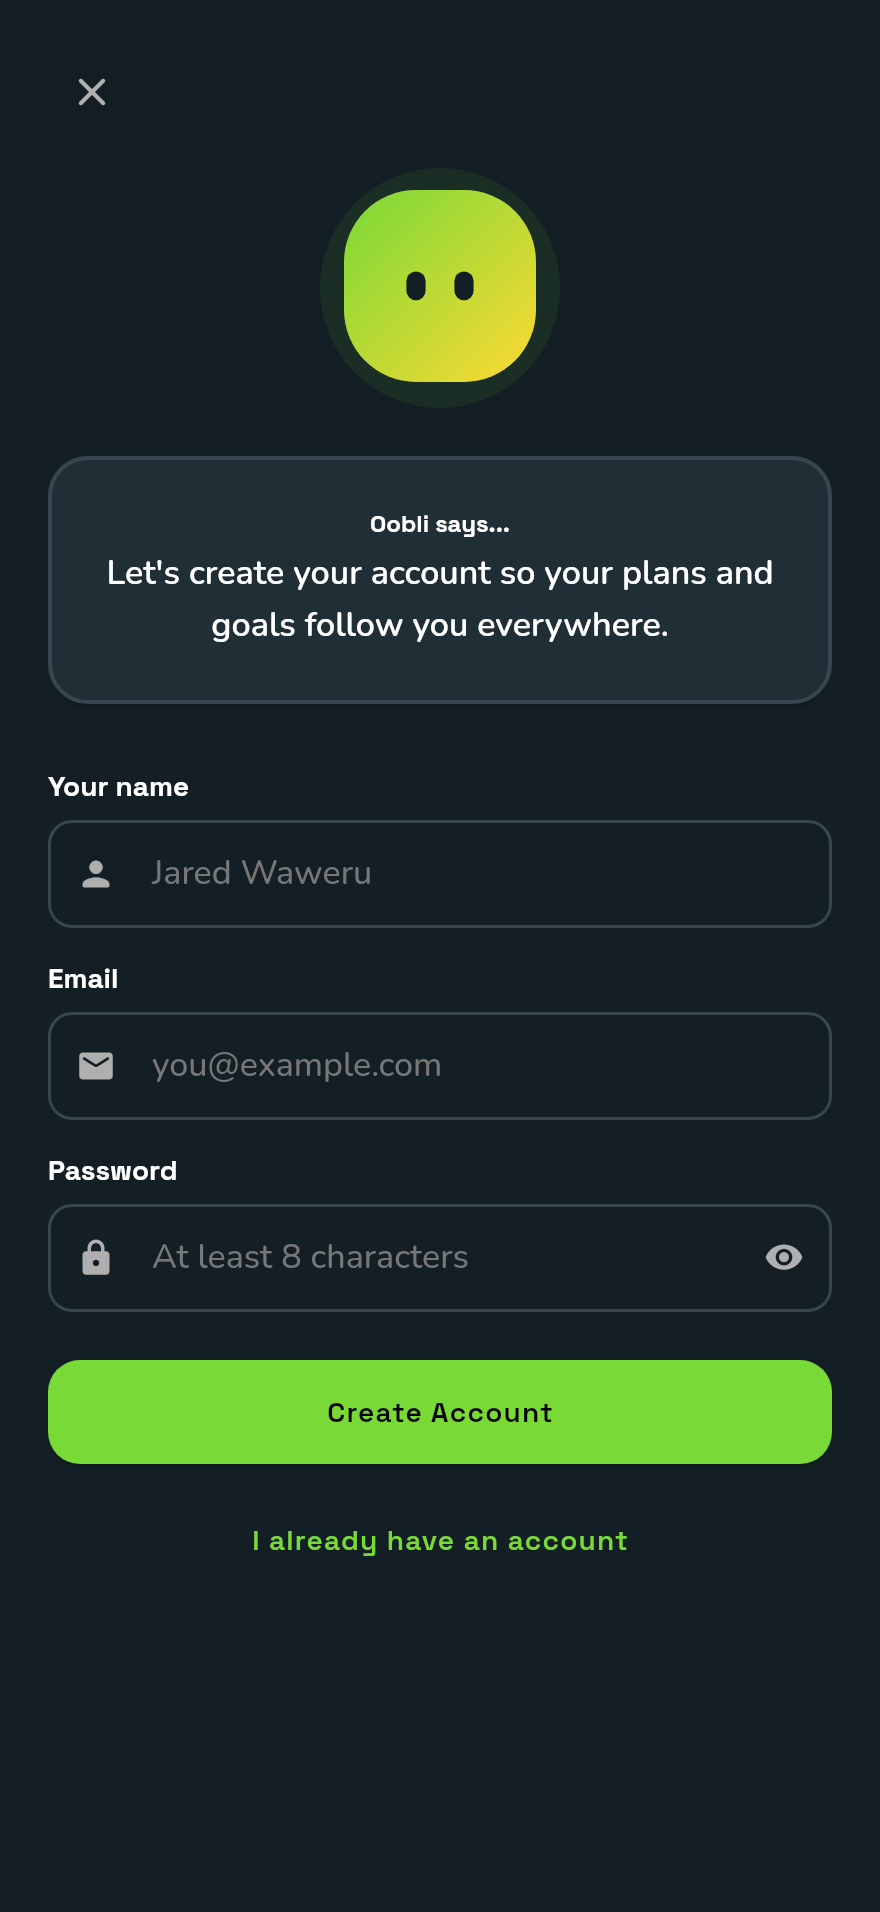 Oobli says...
Let's create your account so your plans and
goals follow you everywhere.
Your name
Jared Waweru
Email
you@example.com
Password
At least 8 characters
Create Account
I already have an account